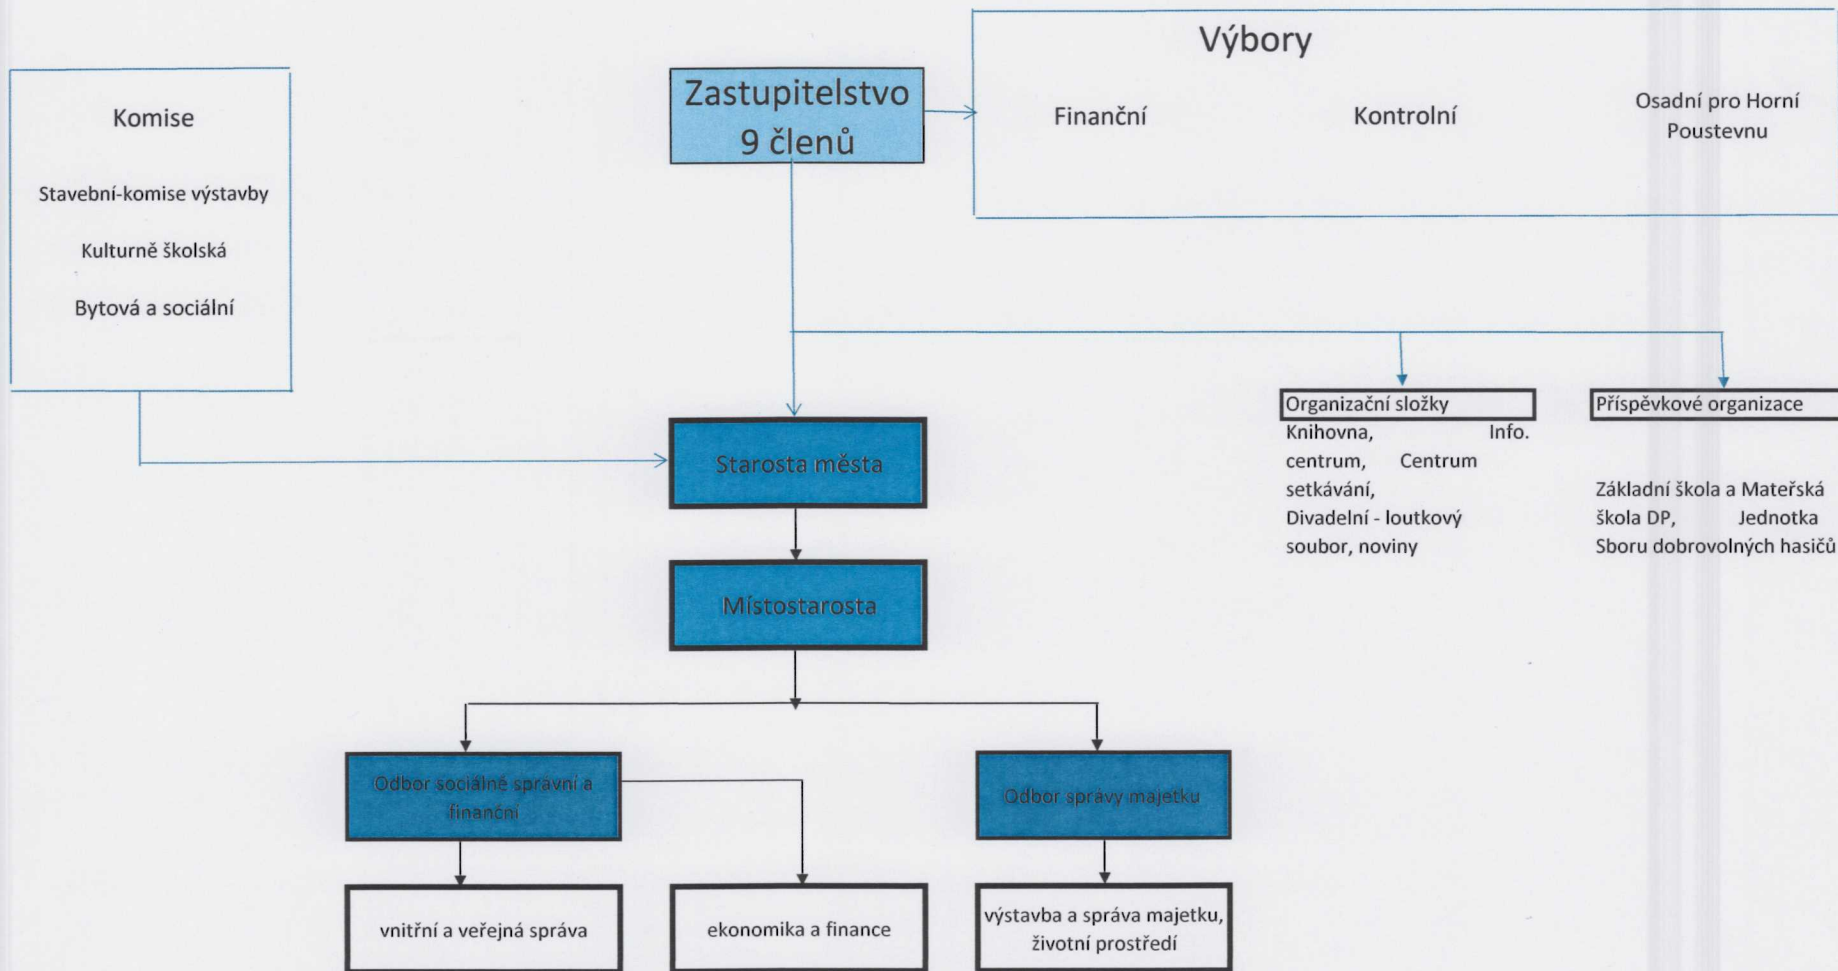 Výbory
Zastupitelstvo
9 členů
Finanční
Kontrolní
Osadní pro Horní
Poustevnu
Komise
Stavební-komise výstavby
Kulturně školská
Bytová a sociální
Organizační složky
Knihovna, Info.
centrum, Centrum
setkávání,
Divadelní - loutkový
soubor, noviny
Příspěvkové organizace
Základní škola a Mateřská
škola DP, Jednotka
Sboru dobrovolných hasičů
Starosta města
Místostarosta
Odbor sociálně správní a
finanční
Odbor správy majetku
vnitřní a veřejná správa
ekonomika a finance
výstavba a správa majetku,
životní prostředí